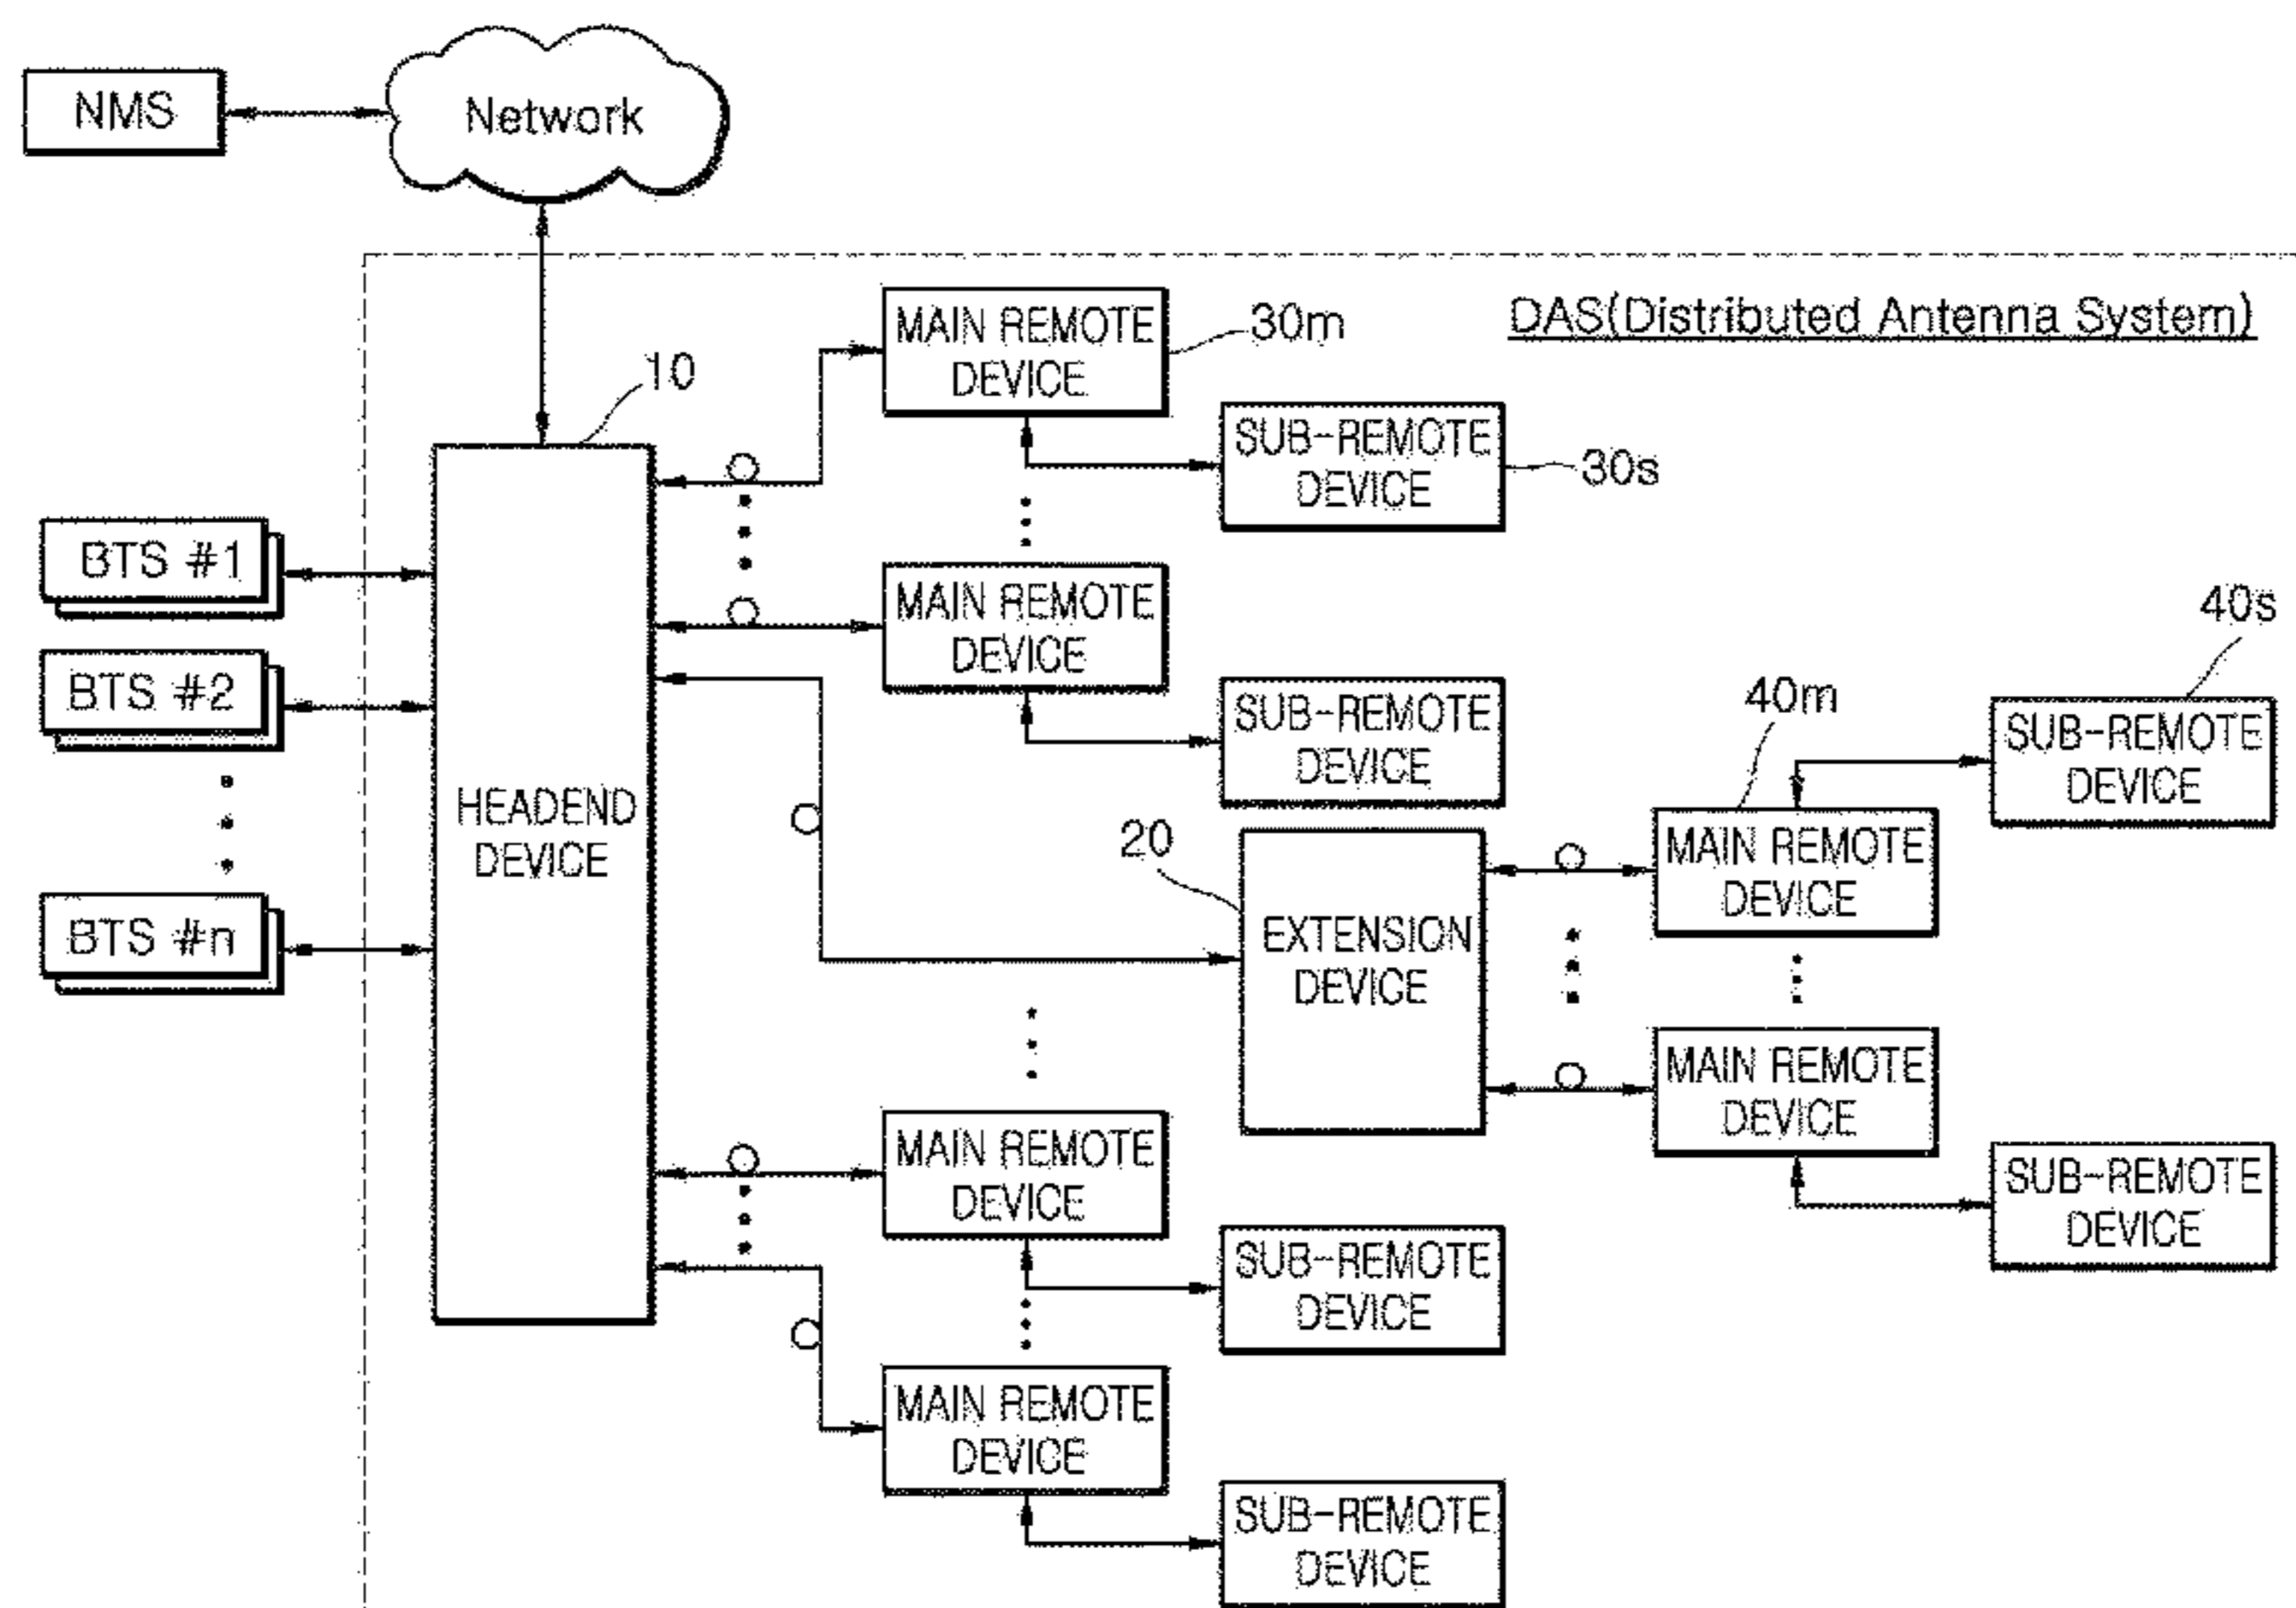 NMS
Network
DAS(Distributed Antenna System)
10
MAIN REMOTE
DEVICE
30m
SUB-REMOTE
DEVICE
30s
BTS #1
MAIN REMOTE
DEVICE
BTS #2
SUB-REMOTE
DEVICE
40s
40m
SUB-REMOTE
DEVICE
HEADEND
DEVICE
20
MAIN REMOTE
DEVICE
BTS #n
EXTENSION
DEVICE
MAIN REMOTE
DEVICE
MAIN REMOTE
DEVICE
SUB-REMOTE
DEVICE
SUB-REMOTE
DEVICE
MAIN REMOTE
DEVICE
SUB-REMOTE
DEVICE